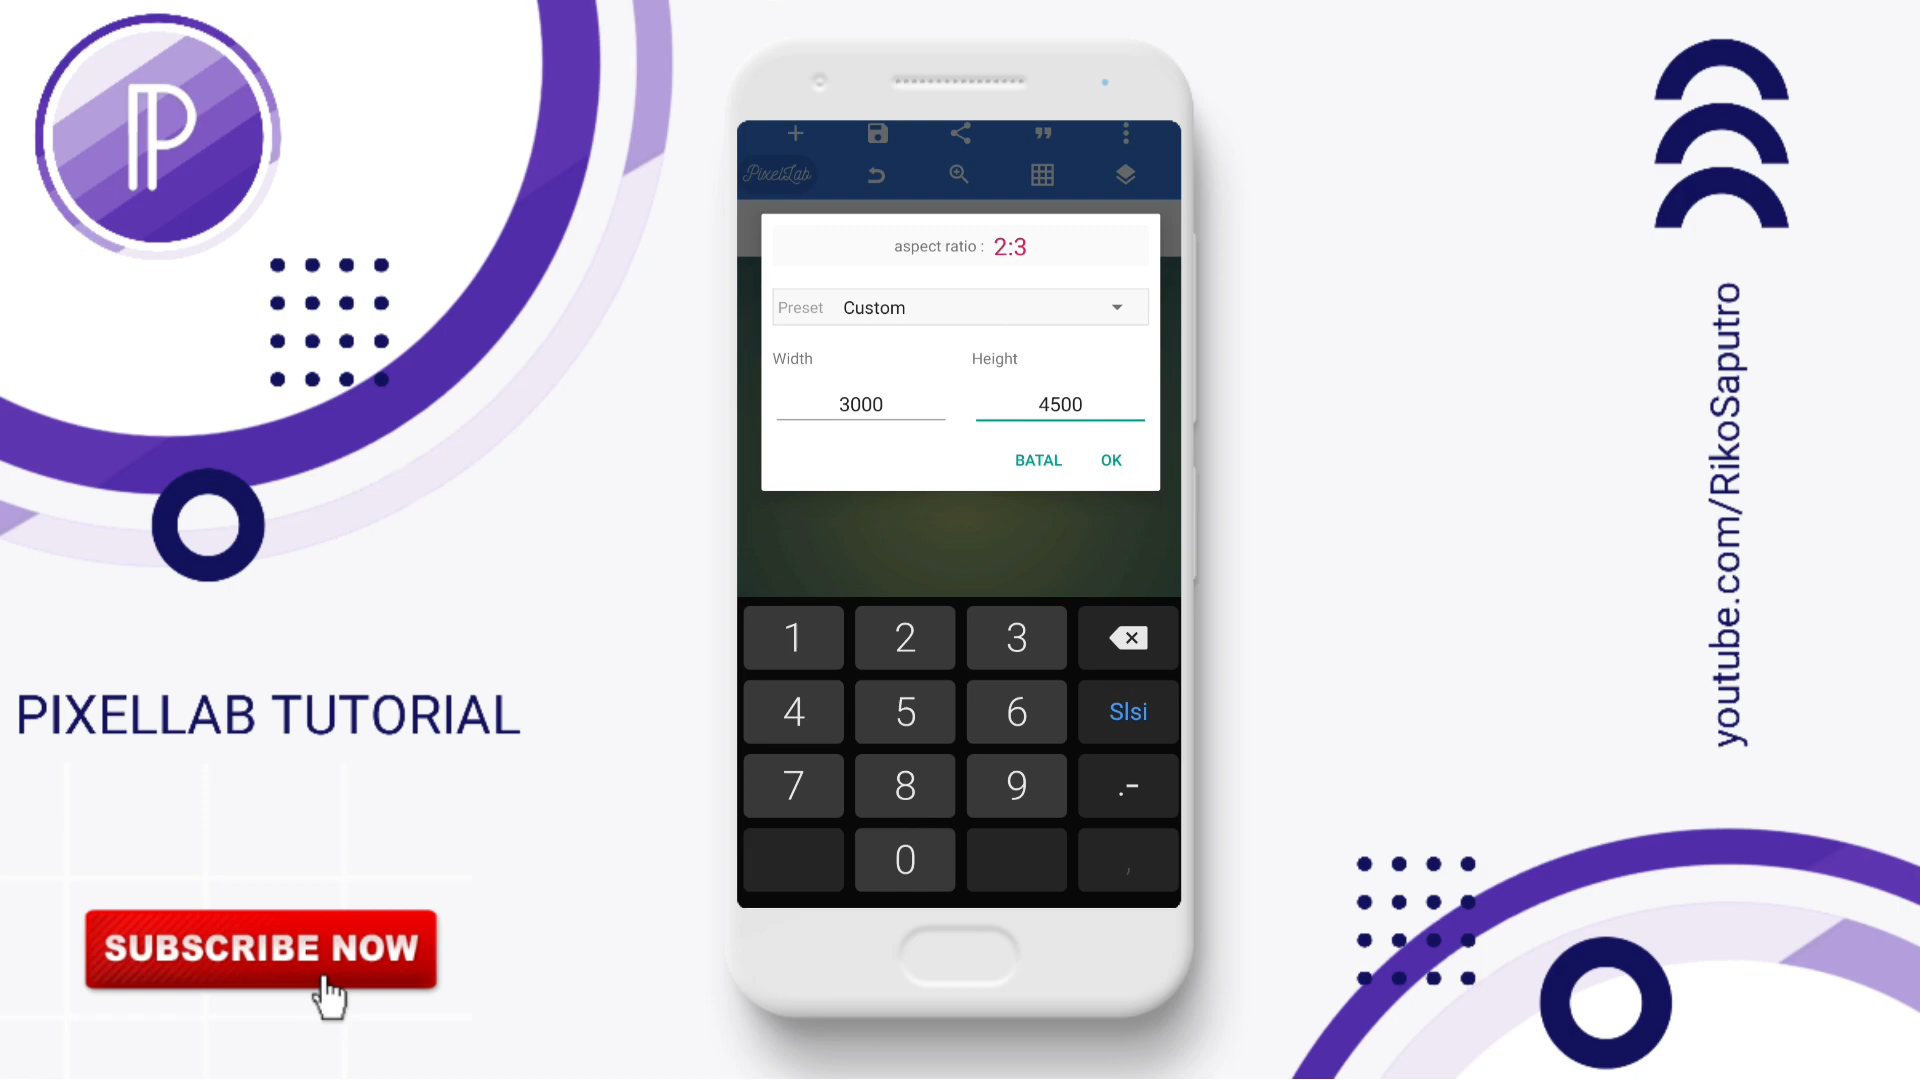 PixelLab
aspect ratio : 2:3
Preset Custom
Width Height
3000 4500
BATAL OK
1 2 3
4 5 6 Slsi
7 8 9 .-
0 ,
PIXELLAB TUTORIAL
SUBSCRIBE NOW
youtube.com/RikoSaputro